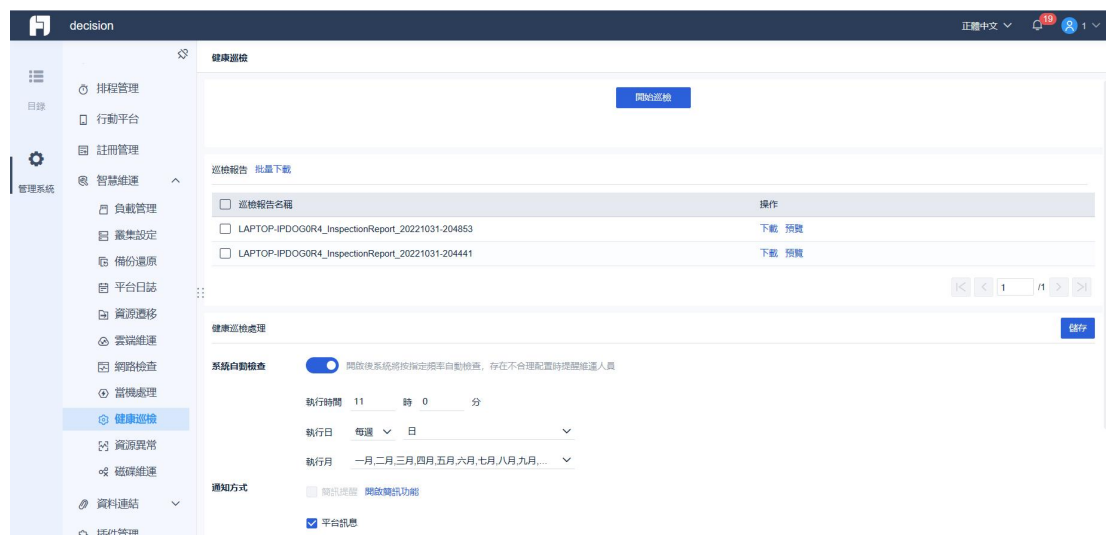 decision
正體中文
19
1
目錄
管理系統
排程管理
行動平台
註冊管理
智慧維運
負載管理
叢集設定
備份還原
平台日誌
資源遷移
雲端維運
網路檢查
當機處理
健康巡檢
資源異常
磁碟維運
資料連結
插件管理
健康巡檢
開始巡檢
巡檢報告 批量下載
巡檢報告名稱 操作
LAPTOP-IPDOG0R4_InspectionReport_20221031-204853 下載 預覽
LAPTOP-IPDOG0R4_InspectionReport_20221031-204441 下載 預覽
1 /1
健康巡檢處理 儲存
系統自動檢查 開啟後系統將按指定頻率自動檢查，存在不合理配置時提醒維運人員
執行時間 11 時 0 分
執行日 每週 日
執行月 一月,二月,三月,四月,五月,六月,七月,八月,九月,...
通知方式 簡訊提醒 開啟簡訊功能
平台訊息